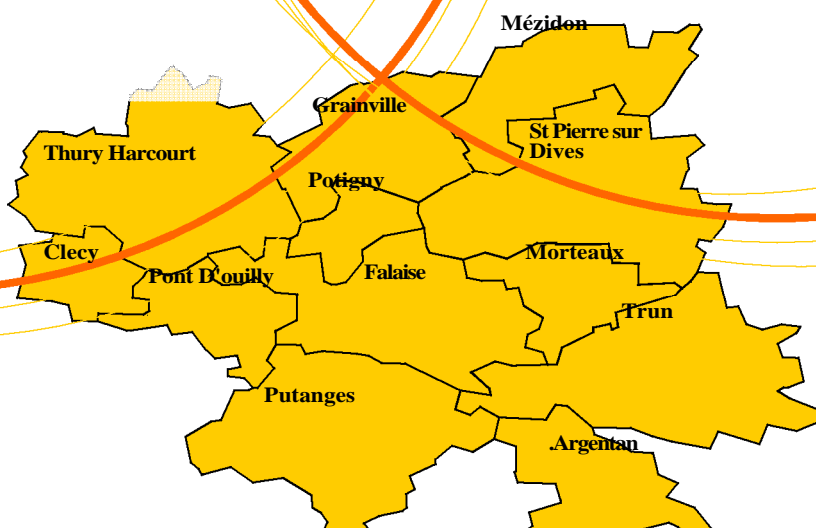 Mézidon
Grainville
St Pierre sur
Dives
Thury Harcourt
Potigny
Clecy
Morteaux
Pont D'ouilly
Falaise
Trun
Putanges
.Argentan